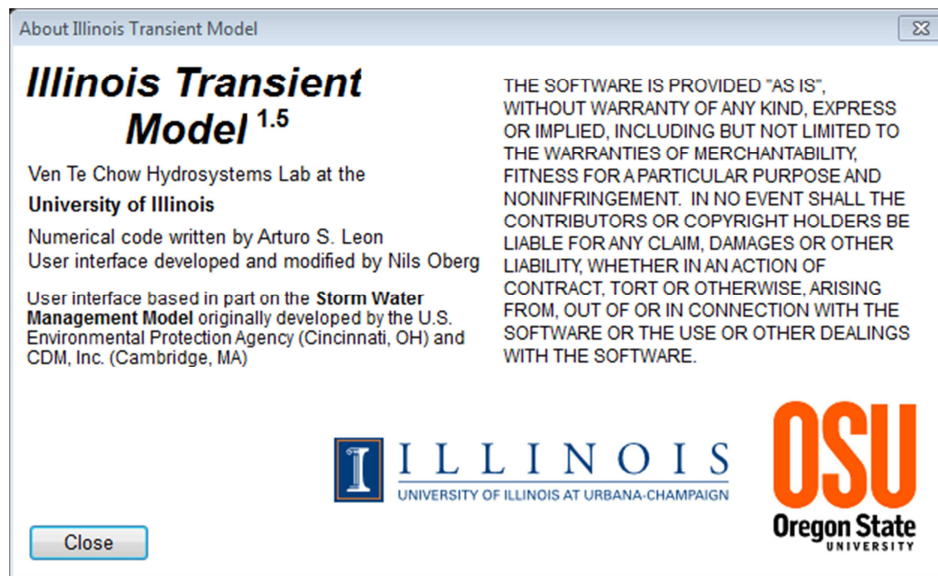 About Illinois Transient Model
Illinois Transient
Model 1.5
Ven Te Chow Hydrosystems Lab at the
University of Illinois
Numerical code written by Arturo S. Leon
User interface developed and modified by Nils Oberg
User interface based in part on the Storm Water
Management Model originally developed by the U.S.
Environmental Protection Agency (Cincinnati, OH) and
CDM, Inc. (Cambridge, MA)
THE SOFTWARE IS PROVIDED "AS IS",
WITHOUT WARRANTY OF ANY KIND, EXPRESS
OR IMPLIED, INCLUDING BUT NOT LIMITED TO
THE WARRANTIES OF MERCHANTABILITY,
FITNESS FOR A PARTICULAR PURPOSE AND
NONINFRINGEMENT. IN NO EVENT SHALL THE
CONTRIBUTORS OR COPYRIGHT HOLDERS BE
LIABLE FOR ANY CLAIM, DAMAGES OR OTHER
LIABILITY, WHETHER IN AN ACTION OF
CONTRACT, TORT OR OTHERWISE, ARISING
FROM, OUT OF OR IN CONNECTION WITH THE
SOFTWARE OR THE USE OR OTHER DEALINGS
WITH THE SOFTWARE.
I ILLINOIS
UNIVERSITY OF ILLINOIS AT URBANA-CHAMPAIGN
OSU
Oregon State
UNIVERSITY
Close